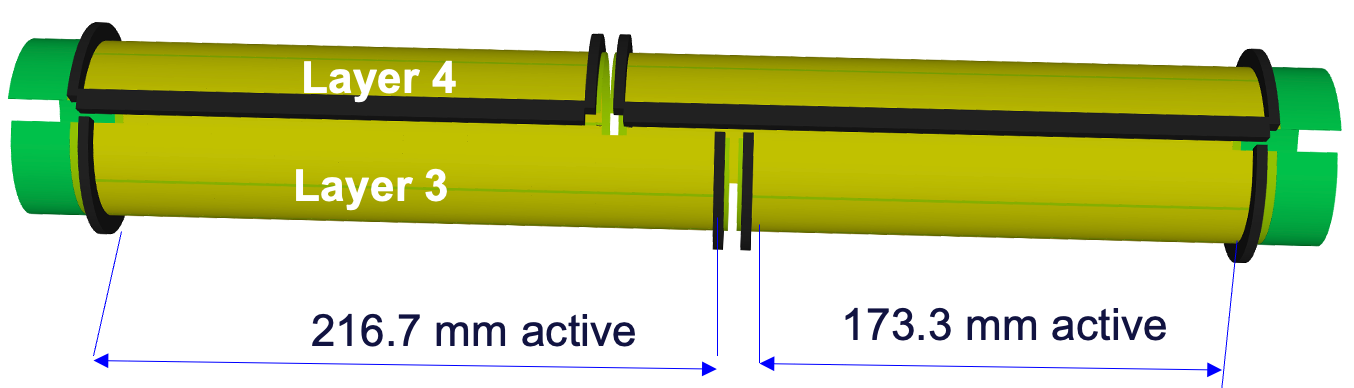 Layer 4
Layer 3
216.7 mm active
173.3 mm active